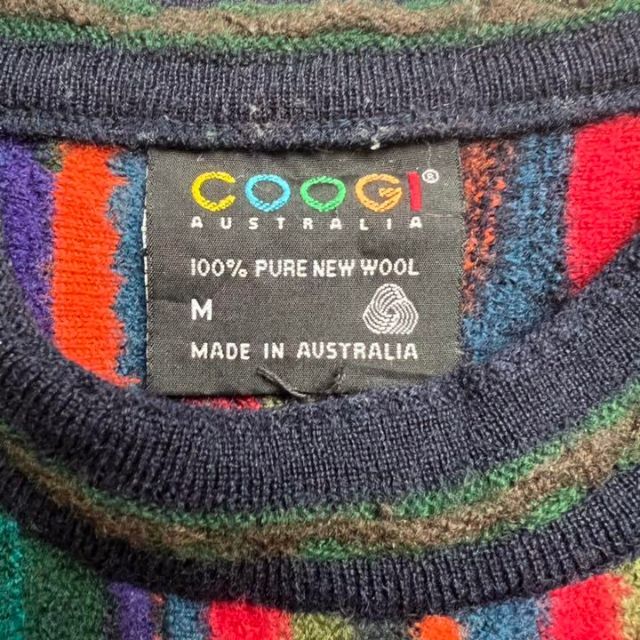 COOGI®
AUSTRALIA
100% PURE NEW WOOL
M
MADE IN AUSTRALIA